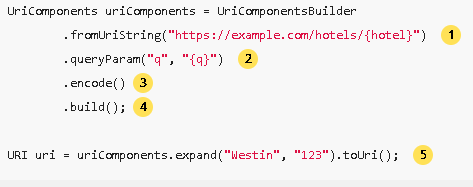 UriComponents uriComponents = UriComponentsBuilder
.fromUriString("https://example.com/hotels/{hotel}") 1
.queryParam("q", "{q}") 2
.encode() 3
.build(); 4
URI uri = uriComponents.expand("Westin", "123").toUri(); 5